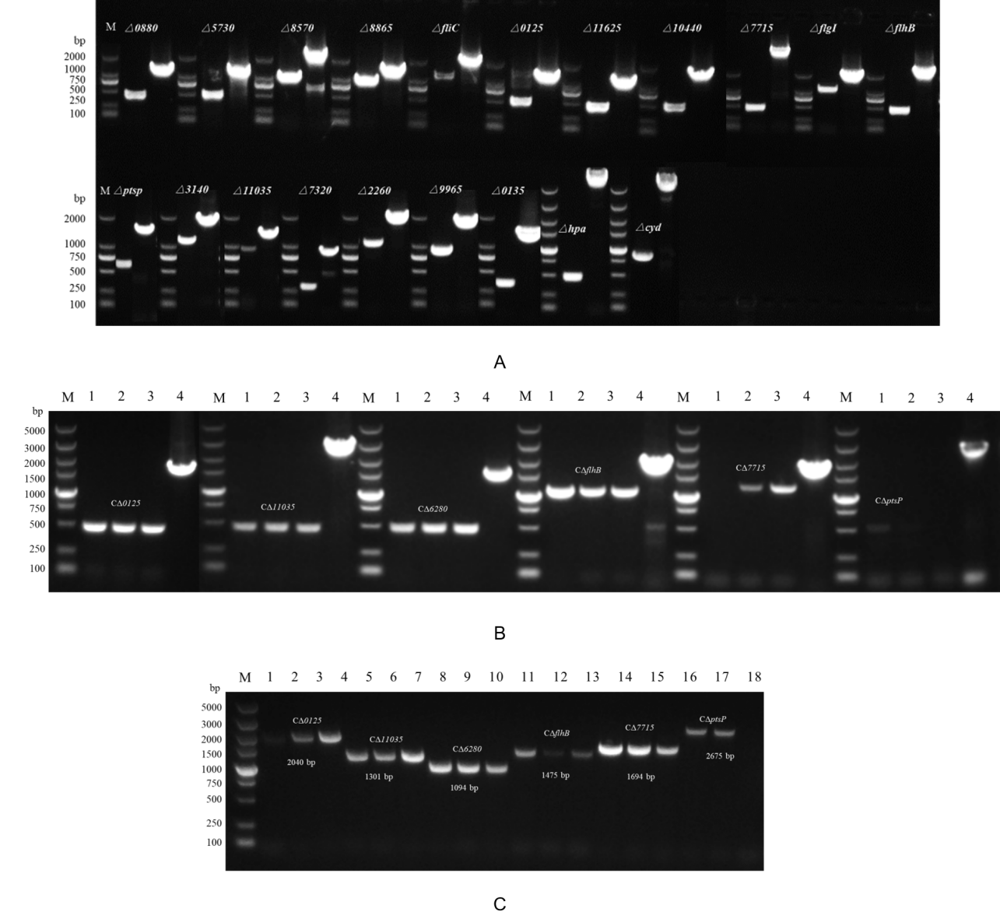 M △0880 △5730 △8570 △8865 △fliC △0125 △11625 △10440 △7715 △flgI △flhB
bp
2000
1000
750
500
250
100
M △ptsp △3140 △11035 △7320 △2260 △9965 △0135
bp
2000
△hpa △cyd
1000
750
500
250
100
A
M 1 2 3 4 M 1 2 3 4 M 1 2 3 4 M 1 2 3 4 M 1 2 3 4 M 1 2 3 4
bp
5000
3000
2000
1500
CΔflhB CΔ7715
1000
CΔ0125 CΔ11035 CΔ6280 CΔptsP
750
500
250
100
B
M 1 2 3 4 5 6 7 8 9 10 11 12 13 14 15 16 17 18
bp
5000
CΔ0125 CΔptsP
3000
CΔ11035 CΔ6280 CΔflhB CΔ7715
2000
1500
2040 bp 2675 bp
1000
1301 bp 1475 bp 1694 bp
750
1094 bp
500
250
100
C